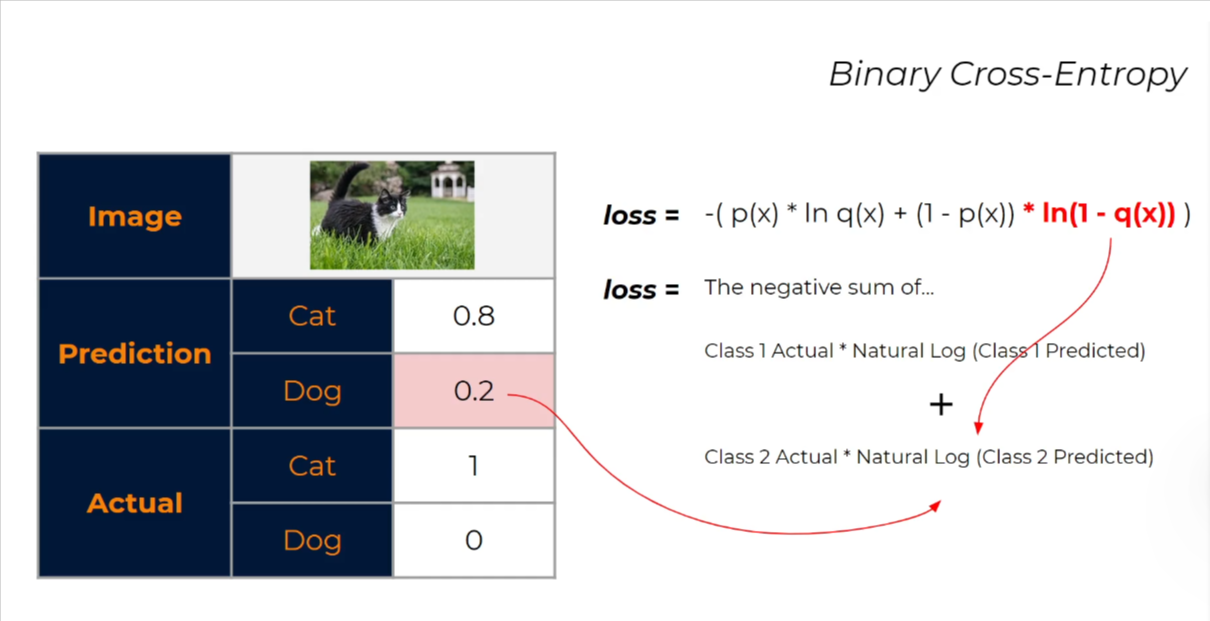 Binary Cross-Entropy
Image
Prediction
Cat
0.8
Dog
0.2
Actual
Cat
1
Dog
0
loss = -( p(x) * ln q(x) + (1 - p(x)) * ln(1 - q(x)) )
loss = The negative sum of...
Class 1 Actual * Natural Log (Class 1 Predicted)
+
Class 2 Actual * Natural Log (Class 2 Predicted)